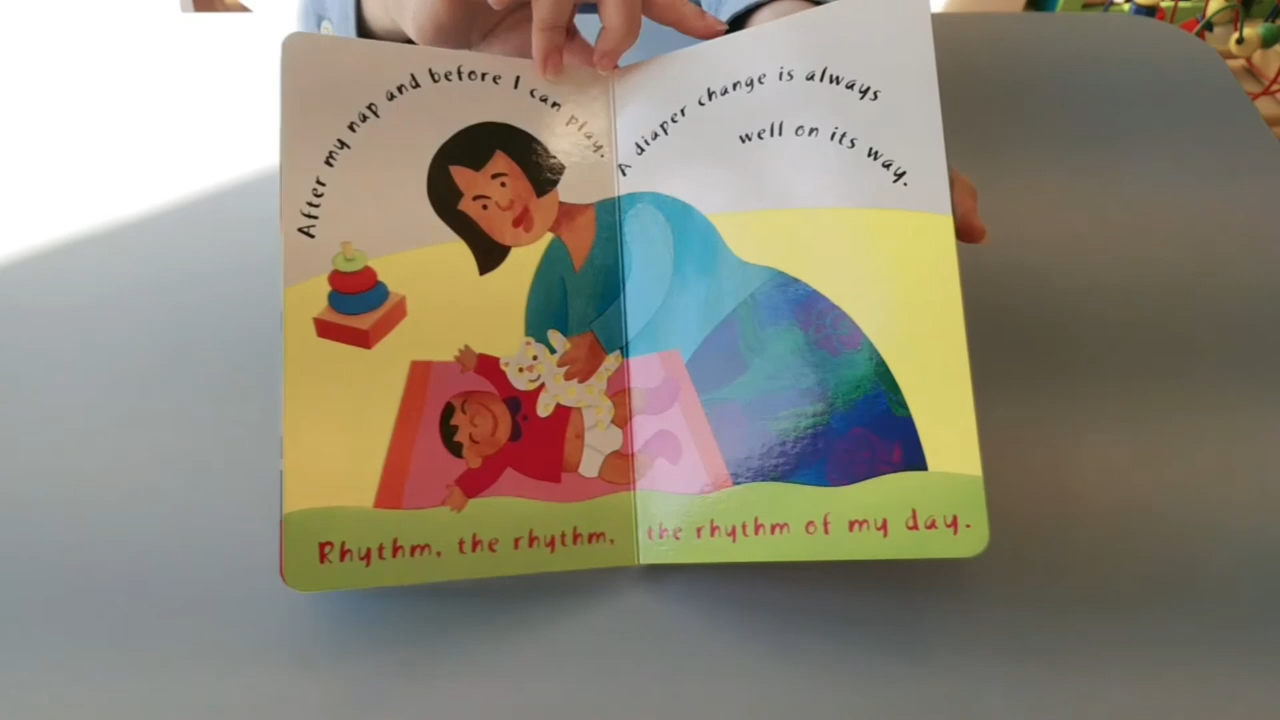 After my nap and before I can play.
A diaper change is always
well on its way.
Rhythm, the rhythm, the rhythm of my day.